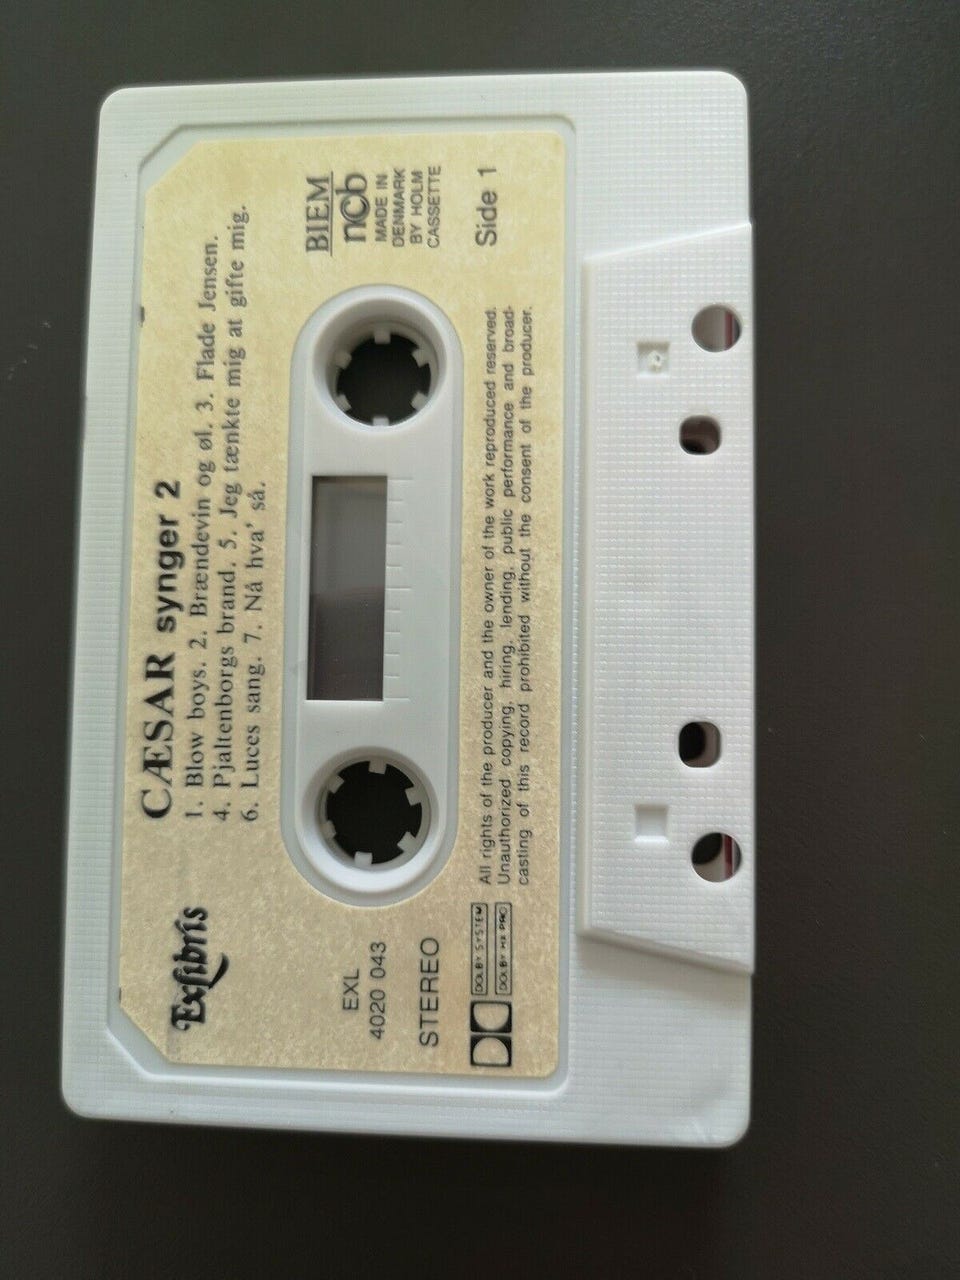 Exlibris
CÆSAR synger 2
1. Blow boys. 2. Brændevin og øl. 3. Flade Jensen.
4. Pjaltenborgs brand. 5. Jeg tænkte mig at gifte mig.
6. Luces sang. 7. Nå hva' så.
EXL
4020 043
STEREO
BIEM
ncb
MADE IN
DENMARK
BY HOLM
CASSETTE
Side 1
DOLBY SYSTEM
DOLBY HX PRO
All rights of the producer and the owner of the work reproduced reserved.
Unauthorized copying, hiring, lending, public performance and broad-
casting of this record prohibited without the consent of the producer.